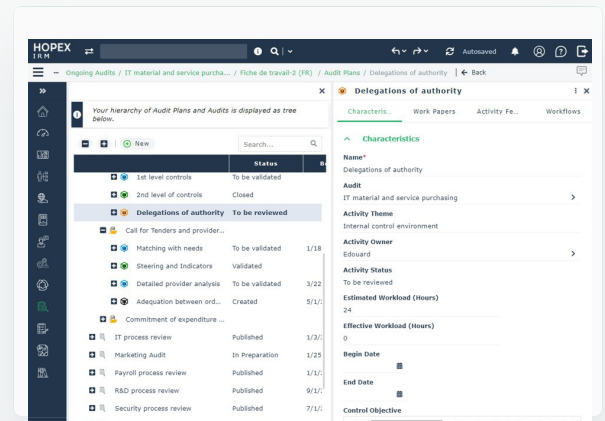 HOPEX
IRM
Autosaved
Ongoing Audits / IT material and service purcha... / Fiche de travail-2 (FR) / Audit Plans / Delegations of authority
Back
Your hierarchy of Audit Plans and Audits is displayed as tree
below.
New
Search...
Status
1st level controls To be validated
2nd level of controls Closed
Delegations of authority To be reviewed
Call for Tenders and provider...
Matching with needs To be validated 1/18
Steering and Indicators Validated
Detailed provider analysis To be validated 3/22
Adequation between ord... Created 5/1/
Commitment of expenditure ...
IT process review Published 1/3/
Marketing Audit In Preparation 1/25
Payroll process review Published 1/1/
R&D process review Published 9/1/
Security process review Published 7/1/
Delegations of authority
Characteris... Work Papers Activity Fe... Workflows
Characteristics
Name*
Delegations of authority
Audit
IT material and service purchasing
Activity Theme
Internal control environment
Activity Owner
Edouard
Activity Status
To be reviewed
Estimated Workload (Hours)
24
Effective Workload (Hours)
0
Begin Date
End Date
Control Objective